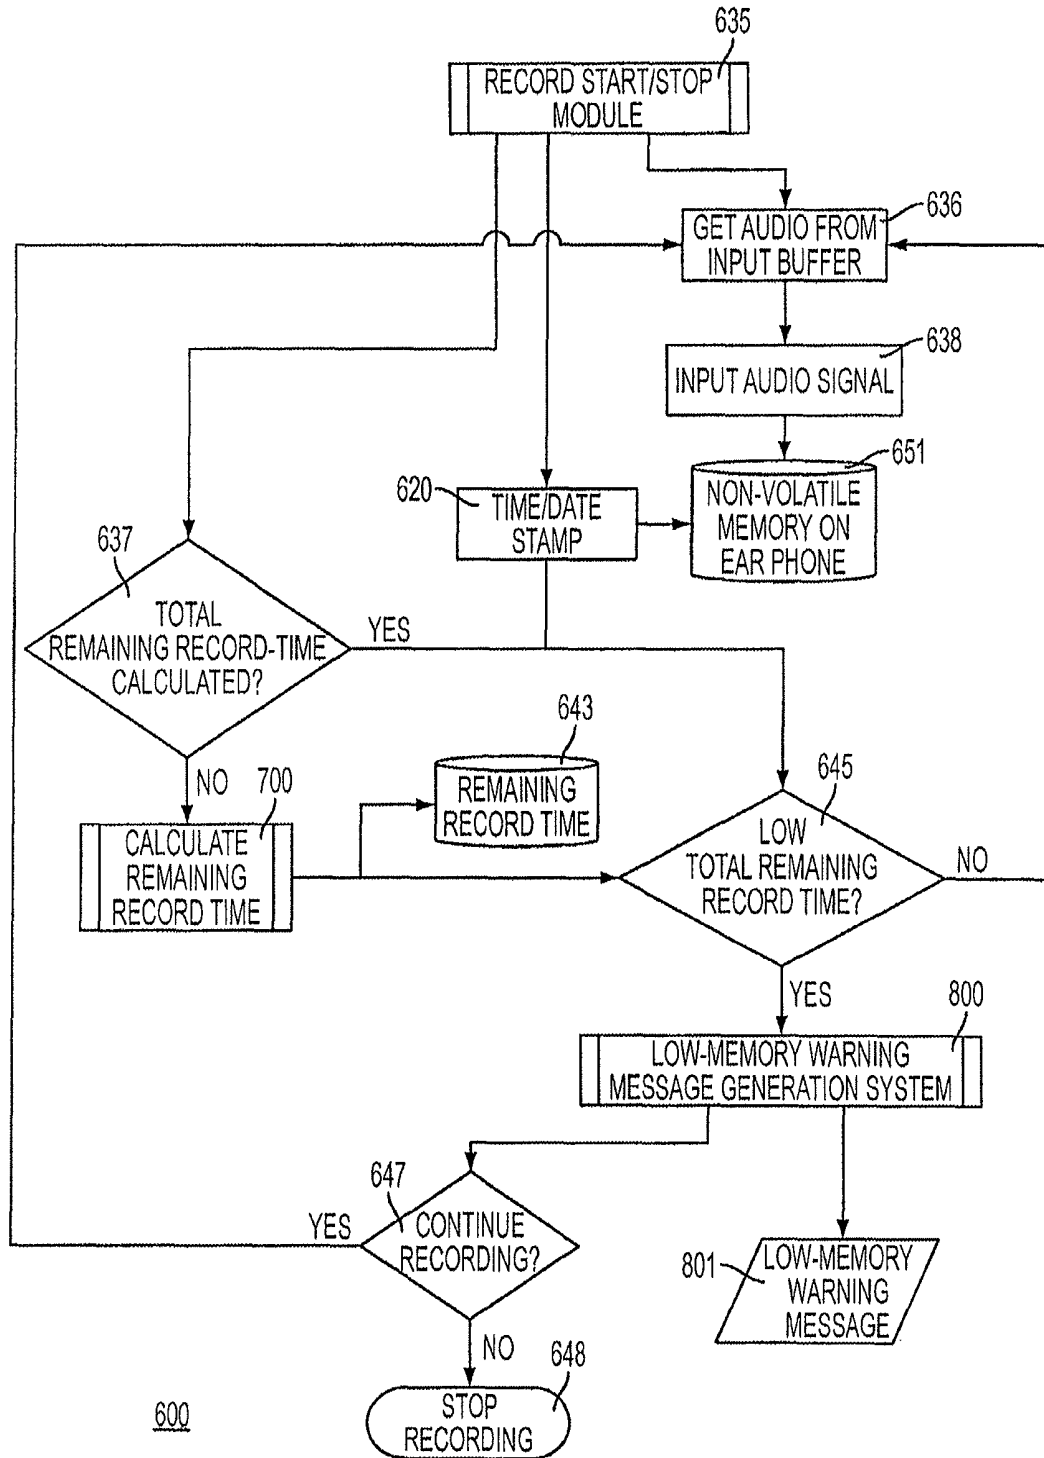 635
RECORD START/STOP
MODULE
636
GET AUDIO FROM
INPUT BUFFER
638
INPUT AUDIO SIGNAL
651
NON-VOLATILE
MEMORY ON
EAR PHONE
620
TIME/DATE
STAMP
637
TOTAL
REMAINING RECORD-TIME
CALCULATED?
YES
NO
700
CALCULATE
REMAINING
RECORD TIME
643
REMAINING
RECORD TIME
645
LOW
TOTAL REMAINING
RECORD TIME?
NO
YES
800
LOW-MEMORY WARNING
MESSAGE GENERATION SYSTEM
647
CONTINUE
RECORDING?
YES
NO
801
LOW-MEMORY
WARNING
MESSAGE
648
STOP
RECORDING
600